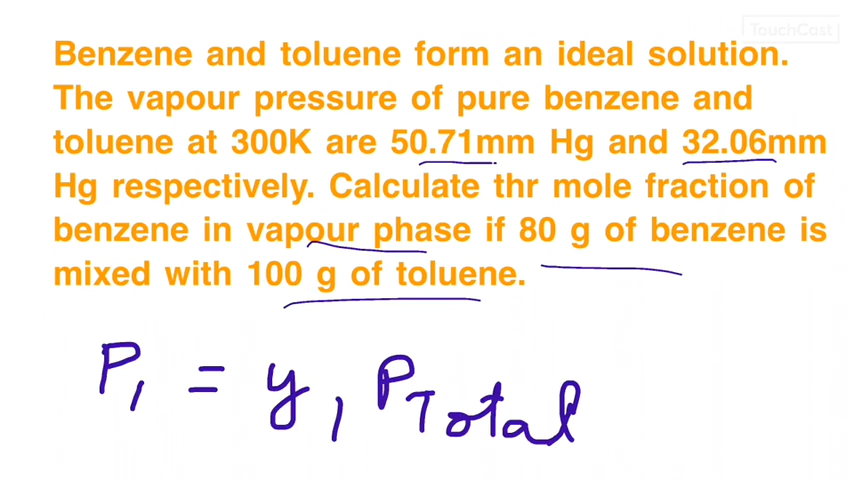 TouchCast
Benzene and toluene form an ideal solution.
The vapour pressure of pure benzene and
toluene at 300K are 50.71mm Hg and 32.06mm
Hg respectively. Calculate thr mole fraction of
benzene in vapour phase if 80 g of benzene is
mixed with 100 g of toluene.
P₁ = y₁ P_Total